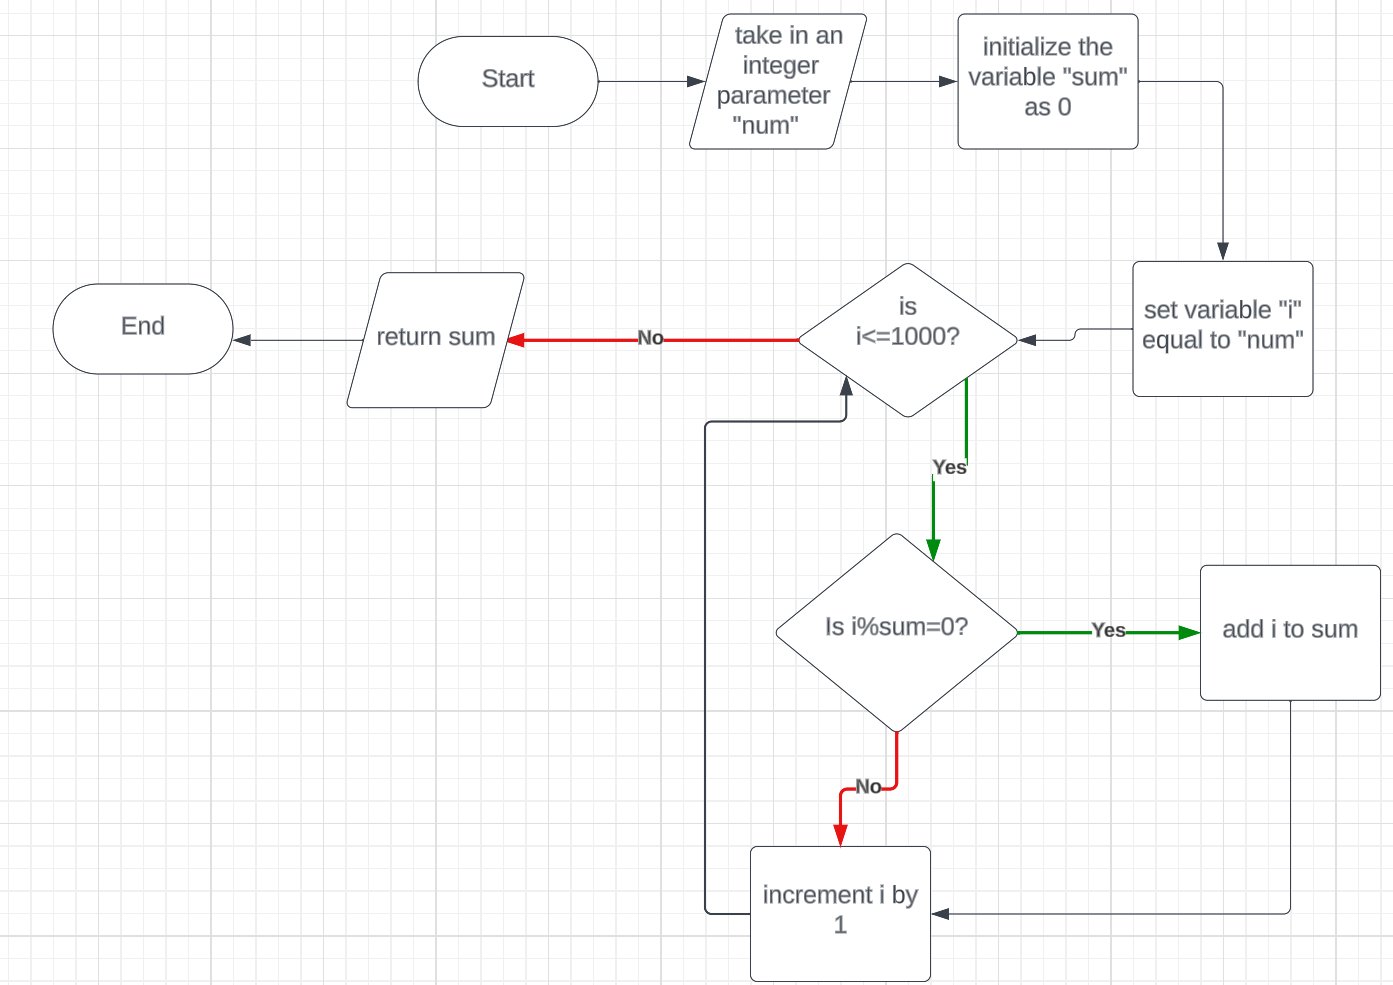 Start
take in an
integer
parameter
"num"
initialize the
variable "sum"
as 0
set variable "i"
equal to "num"
is
i<=1000?
No
return sum
End
Yes
Is i%sum=0?
Yes
add i to sum
No
increment i by
1